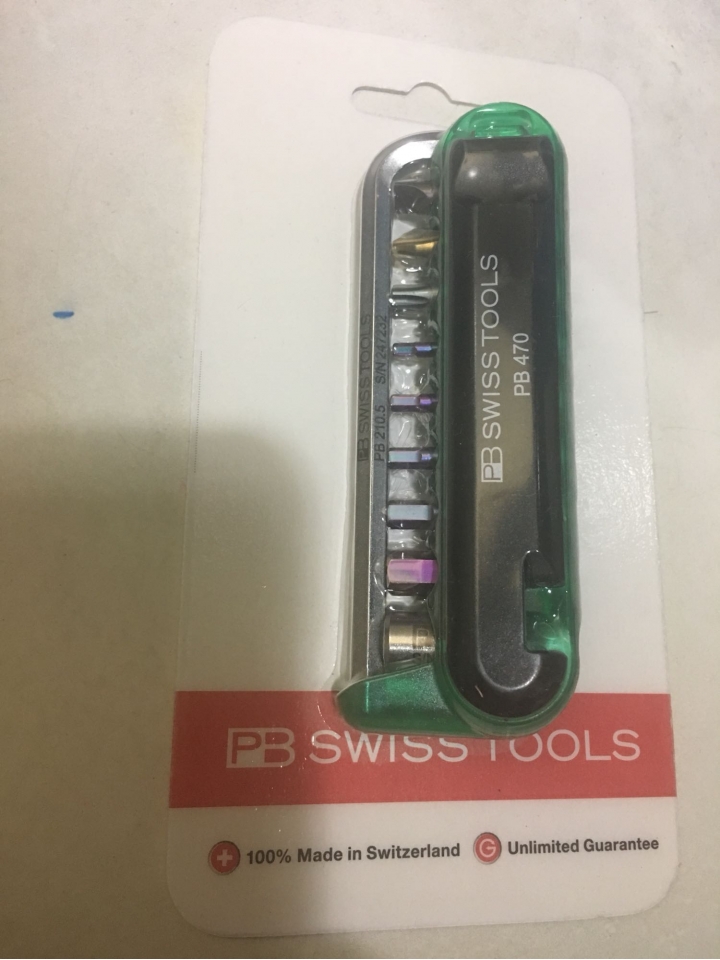 PB SWISS TOOLS
PB 210.5 S/N 247232
PB SWISS TOOLS
PB 470
PB SWISS TOOLS
100% Made in Switzerland
G Unlimited Guarantee